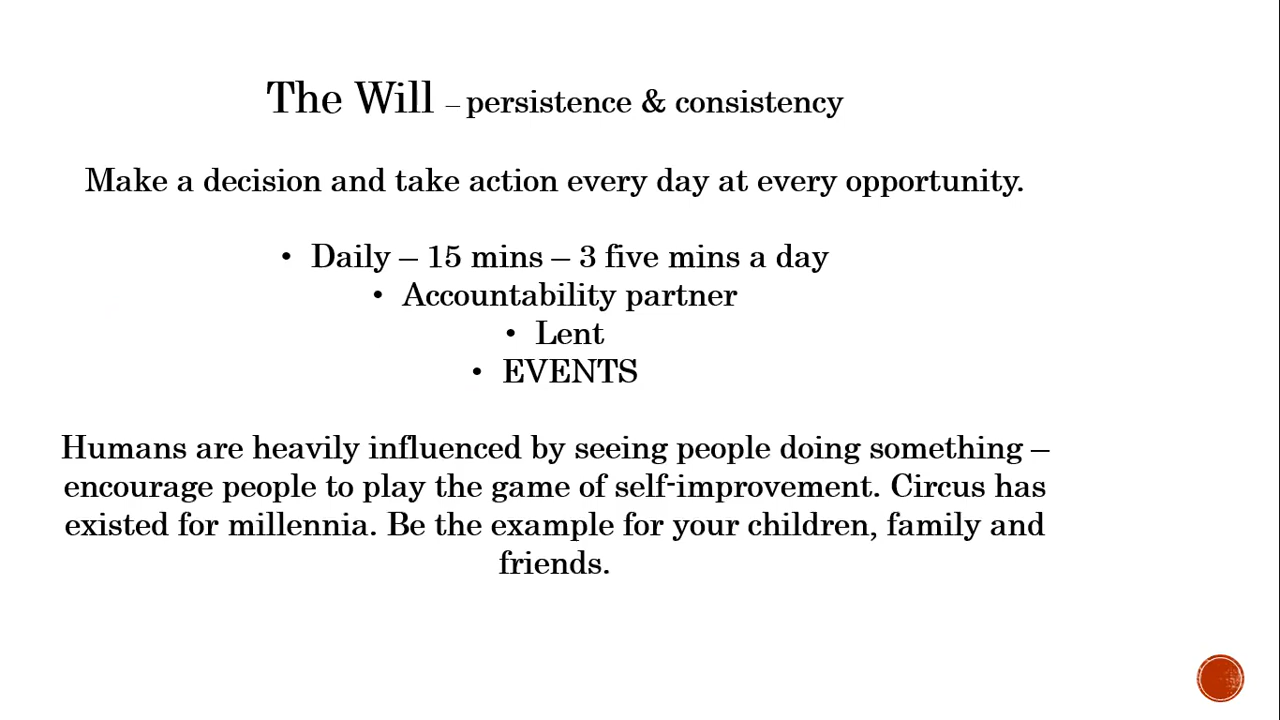 The Will – persistence & consistency
Make a decision and take action every day at every opportunity.
• Daily – 15 mins – 3 five mins a day
• Accountability partner
• Lent
• EVENTS
Humans are heavily influenced by seeing people doing something –
encourage people to play the game of self-improvement. Circus has
existed for millennia. Be the example for your children, family and
friends.